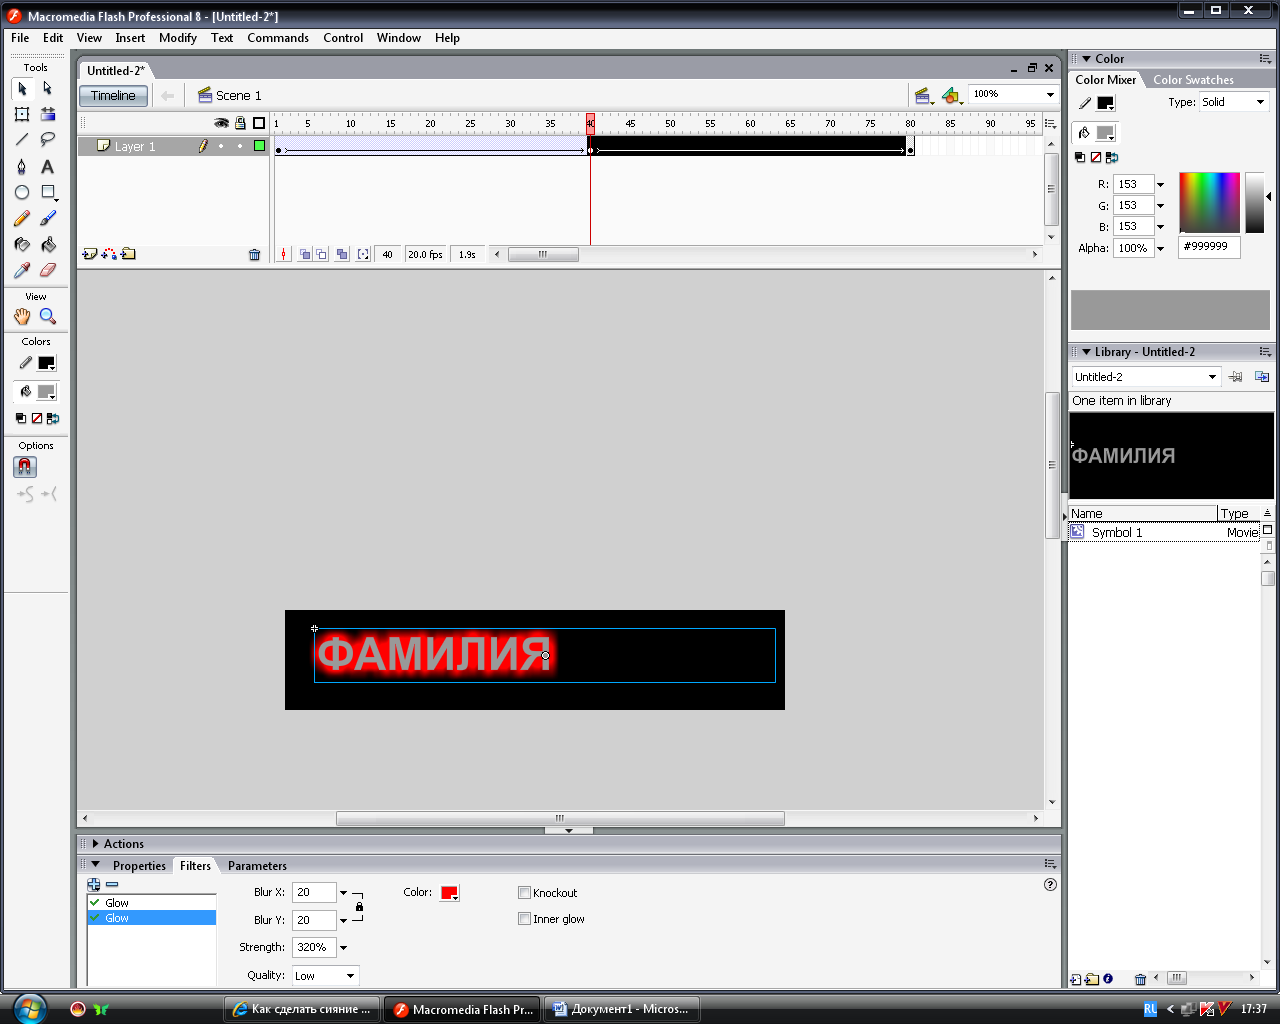 Macromedia Flash Professional 8 - [Untitled-2*]
File Edit View Insert Modify Text Commands Control Window Help
Tools
View
Colors
Options
Untitled-2*
Timeline
Scene 1
100%
1 5 10 15 20 25 30 35 40 45 50 55 60 65 70 75 80 85 90 95
Layer 1
40 20.0 fps 1.9s
ФАМИЛИЯ
Actions
Properties Filters Parameters
Glow
Glow
Blur X: 20
Blur Y: 20
Strength: 320%
Quality: Low
Color:
Knockout
Inner glow
Color
Color Mixer Color Swatches
Type: Solid
R: 153
G: 153
B: 153
Alpha: 100%
#999999
Library - Untitled-2
Untitled-2
One item in library
ФАМИЛИЯ
Name Type
Symbol 1 Movie
Как сделать сияние ...
Macromedia Flash Pr...
Документ1 - Micros...
RU
17:37